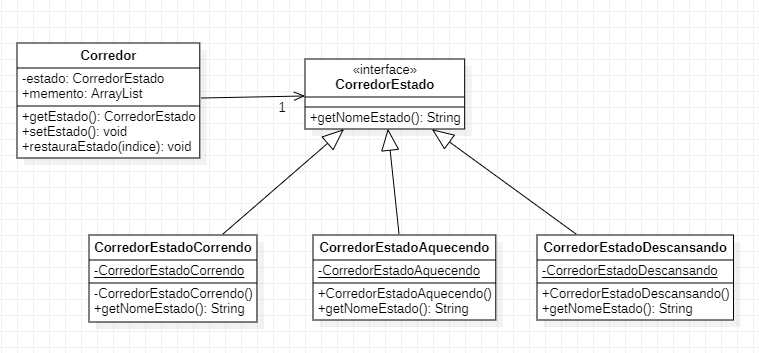 Corredor
-estado: CorredorEstado
+memento: ArrayList
+getEstado(): CorredorEstado
+setEstado(): void
+restauraEstado(indice): void
1
«interface»
CorredorEstado
+getNomeEstado(): String
CorredorEstadoCorrendo
-CorredorEstadoCorrendo
-CorredorEstadoCorrendo()
+getNomeEstado(): String
CorredorEstadoAquecendo
-CorredorEstadoAquecendo
+CorredorEstadoAquecendo()
+getNomeEstado(): String
CorredorEstadoDescansando
-CorredorEstadoDescansando
+CorredorEstadoDescansando()
+getNomeEstado(): String